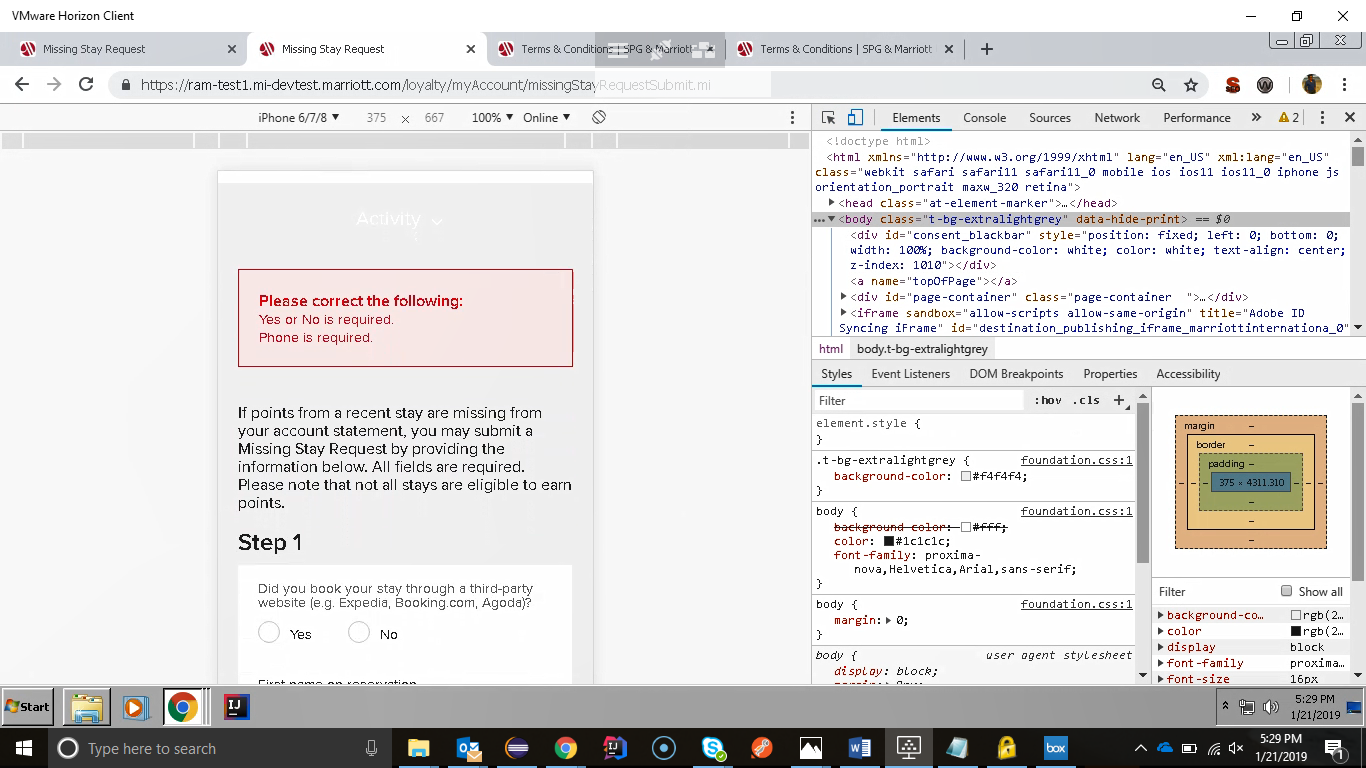 VMware Horizon Client
Missing Stay Request
Missing Stay Request
Terms & Conditions | SPG & Marriott
Terms & Conditions | SPG & Marriott
https://ram-test1.mi-devtest.marriott.com/loyalty/myAccount/missingStayRequestSubmit.mi
iPhone 6/7/8 ▼ 375 × 667 100% ▼ Online ▼
Elements Console Sources Network Performance » 2
<!doctype html>
<html xmlns="http://www.w3.org/1999/xhtml" lang="en_US" xml:lang="en_US"
class="webkit safari safari11 safari11_0 mobile ios ios11 ios11_0 iphone js
orientation_portrait maxw_320 retina">
<head class="at-element-marker">…</head>
<body class="t-bg-extralightgrey" data-hide-print> == $0
<div id="consent_blackbar" style="position: fixed; left: 0; bottom: 0;
width: 100%; background-color: white; color: white; text-align: center;
z-index: 1010"></div>
<a name="topOfPage"></a>
<div id="page-container" class="page-container  ">…</div>
<iframe sandbox="allow-scripts allow-same-origin" title="Adobe ID
Syncing iFrame" id="destination_publishing_iframe_marriottinternationa_0"
html body.t-bg-extralightgrey
Styles Event Listeners DOM Breakpoints Properties Accessibility
Filter :hov .cls +
element.style {
}
.t-bg-extralightgrey { foundation.css:1
background-color: #f4f4f4;
}
body { foundation.css:1
background-color: #fff;
color: #1c1c1c;
font-family: proxima-
nova,Helvetica,Arial,sans-serif;
}
body { foundation.css:1
margin: 0;
}
body { user agent stylesheet
display: block;
margin
border
padding
375 × 4311.310
Filter Show all
background-co… rgb(2…
color rgb(2…
display block
font-family proxima…
font-size 16px
Activity
Please correct the following:
Yes or No is required.
Phone is required.
If points from a recent stay are missing from
your account statement, you may submit a
Missing Stay Request by providing the
information below. All fields are required.
Please note that not all stays are eligible to earn
points.
Step 1
Did you book your stay through a third-party
website (e.g. Expedia, Booking.com, Agoda)?
Yes No
First name on reservation
Start
5:29 PM
1/21/2019
Type here to search
box
5:29 PM
1/21/2019
1